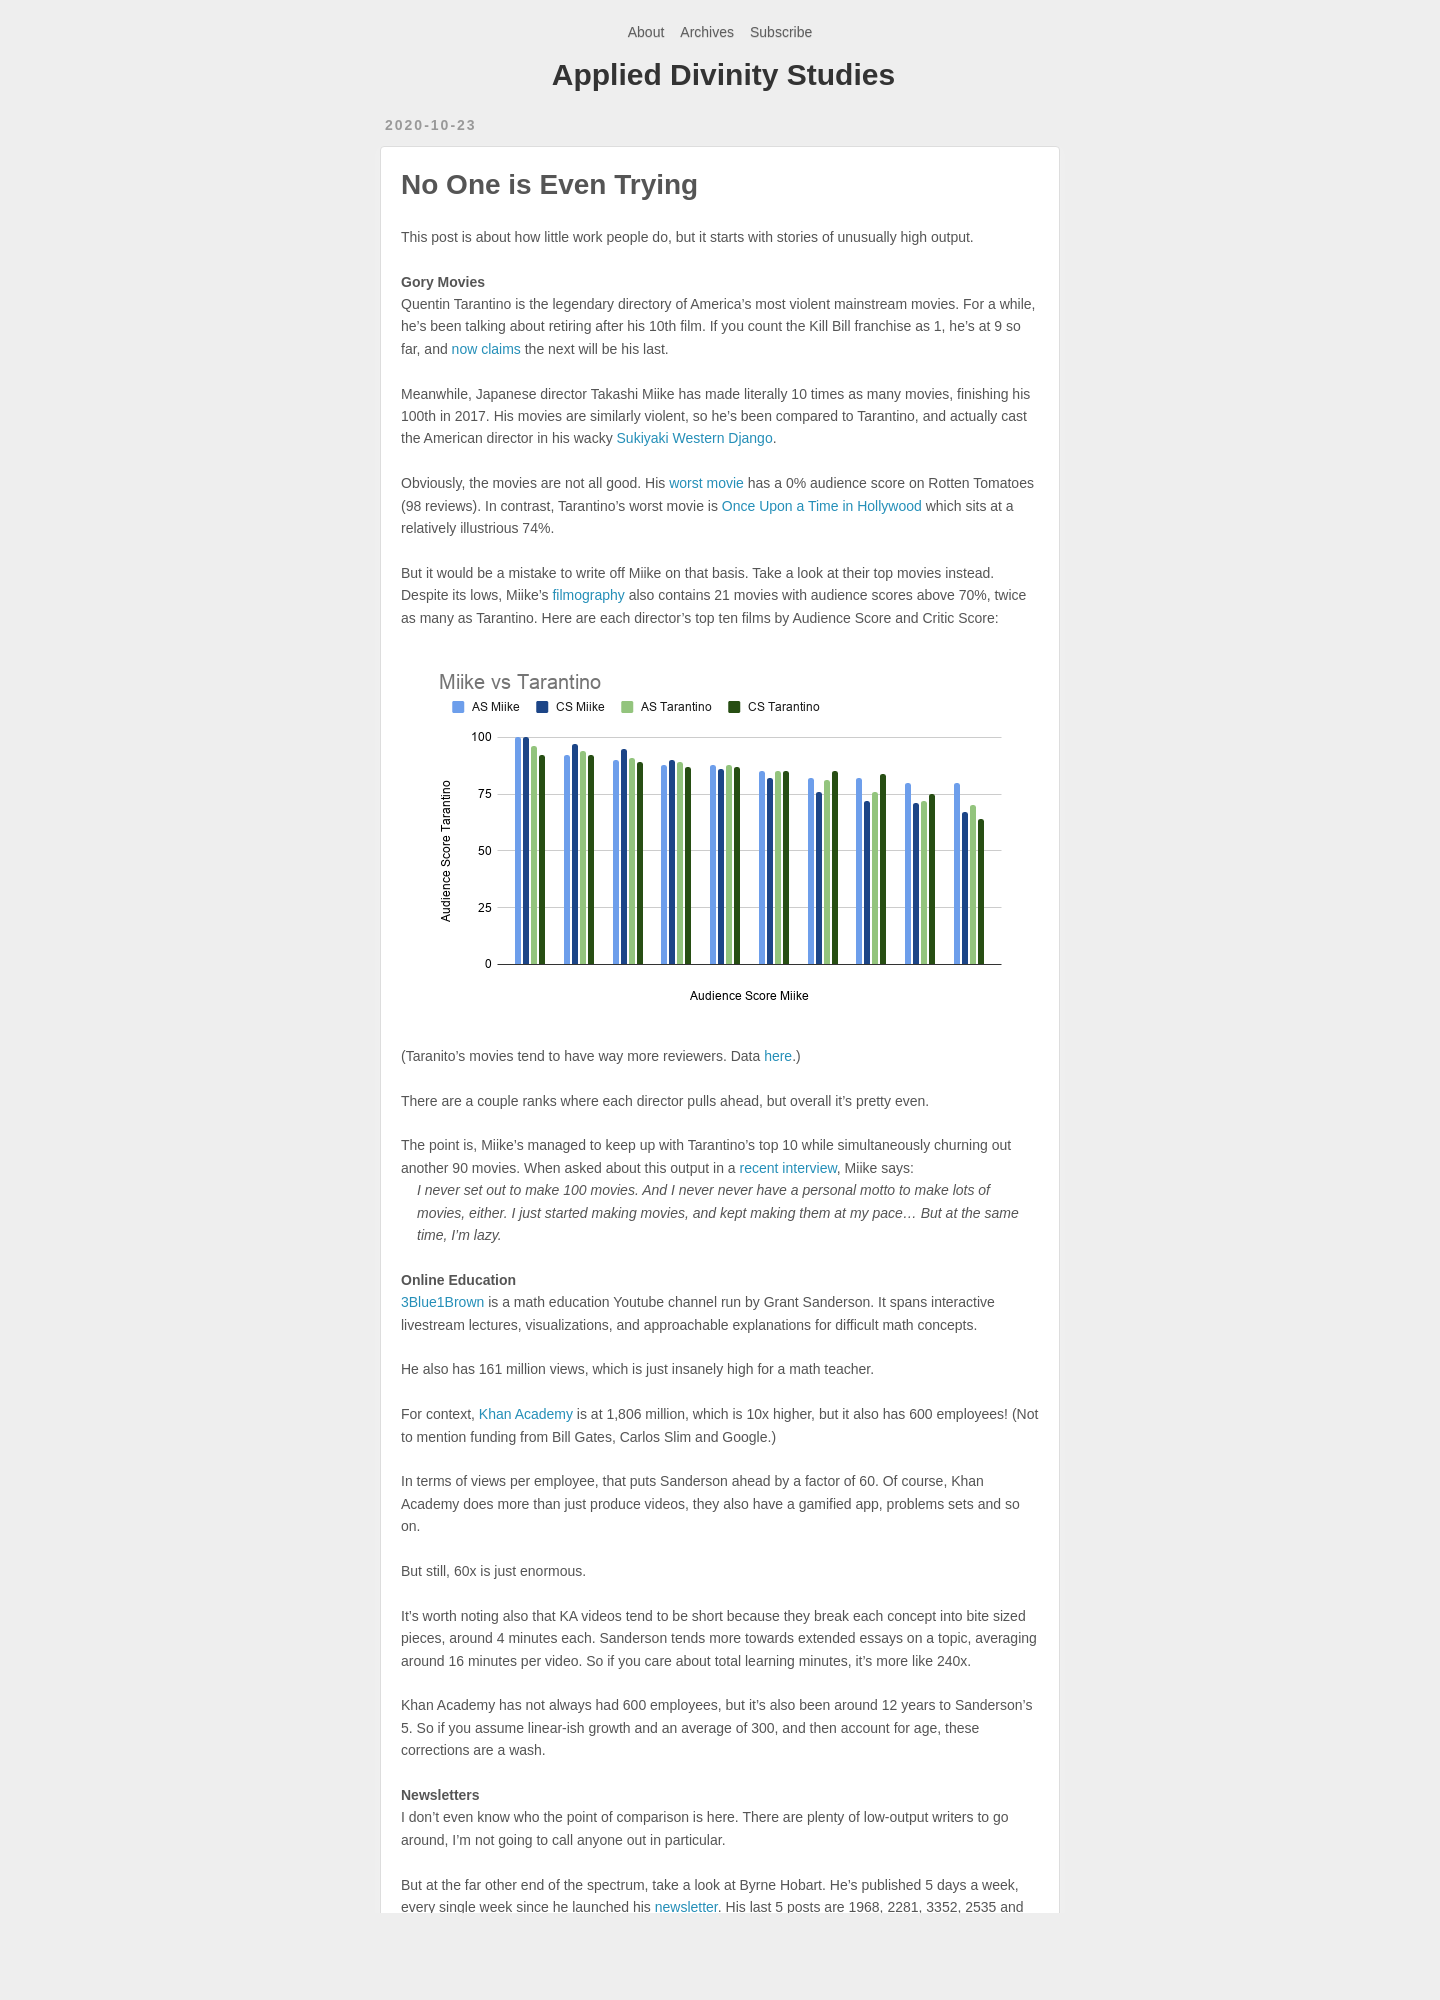 About Archives Subscribe
Applied Divinity Studies
2020-10-23
No One is Even Trying
This post is about how little work people do, but it starts with stories of unusually high output.
Gory Movies
Quentin Tarantino is the legendary directory of America’s most violent mainstream movies. For a while,
he’s been talking about retiring after his 10th film. If you count the Kill Bill franchise as 1, he’s at 9 so
far, and now claims the next will be his last.
Meanwhile, Japanese director Takashi Miike has made literally 10 times as many movies, finishing his
100th in 2017. His movies are similarly violent, so he’s been compared to Tarantino, and actually cast
the American director in his wacky Sukiyaki Western Django.
Obviously, the movies are not all good. His worst movie has a 0% audience score on Rotten Tomatoes
(98 reviews). In contrast, Tarantino’s worst movie is Once Upon a Time in Hollywood which sits at a
relatively illustrious 74%.
But it would be a mistake to write off Miike on that basis. Take a look at their top movies instead.
Despite its lows, Miike’s filmography also contains 21 movies with audience scores above 70%, twice
as many as Tarantino. Here are each director’s top ten films by Audience Score and Critic Score:
Miike vs Tarantino
AS Miike CS Miike AS Tarantino CS Tarantino
100
75
50
25
0
Audience Score Tarantino
Audience Score Miike
(Taranito’s movies tend to have way more reviewers. Data here.)
There are a couple ranks where each director pulls ahead, but overall it’s pretty even.
The point is, Miike’s managed to keep up with Tarantino’s top 10 while simultaneously churning out
another 90 movies. When asked about this output in a recent interview, Miike says:
I never set out to make 100 movies. And I never never have a personal motto to make lots of
movies, either. I just started making movies, and kept making them at my pace… But at the same
time, I’m lazy.
Online Education
3Blue1Brown is a math education Youtube channel run by Grant Sanderson. It spans interactive
livestream lectures, visualizations, and approachable explanations for difficult math concepts.
He also has 161 million views, which is just insanely high for a math teacher.
For context, Khan Academy is at 1,806 million, which is 10x higher, but it also has 600 employees! (Not
to mention funding from Bill Gates, Carlos Slim and Google.)
In terms of views per employee, that puts Sanderson ahead by a factor of 60. Of course, Khan
Academy does more than just produce videos, they also have a gamified app, problems sets and so
on.
But still, 60x is just enormous.
It’s worth noting also that KA videos tend to be short because they break each concept into bite sized
pieces, around 4 minutes each. Sanderson tends more towards extended essays on a topic, averaging
around 16 minutes per video. So if you care about total learning minutes, it’s more like 240x.
Khan Academy has not always had 600 employees, but it’s also been around 12 years to Sanderson’s
5. So if you assume linear-ish growth and an average of 300, and then account for age, these
corrections are a wash.
Newsletters
I don’t even know who the point of comparison is here. There are plenty of low-output writers to go
around, I’m not going to call anyone out in particular.
But at the far other end of the spectrum, take a look at Byrne Hobart. He’s published 5 days a week,
every single week since he launched his newsletter. His last 5 posts are 1968, 2281, 3352, 2535 and